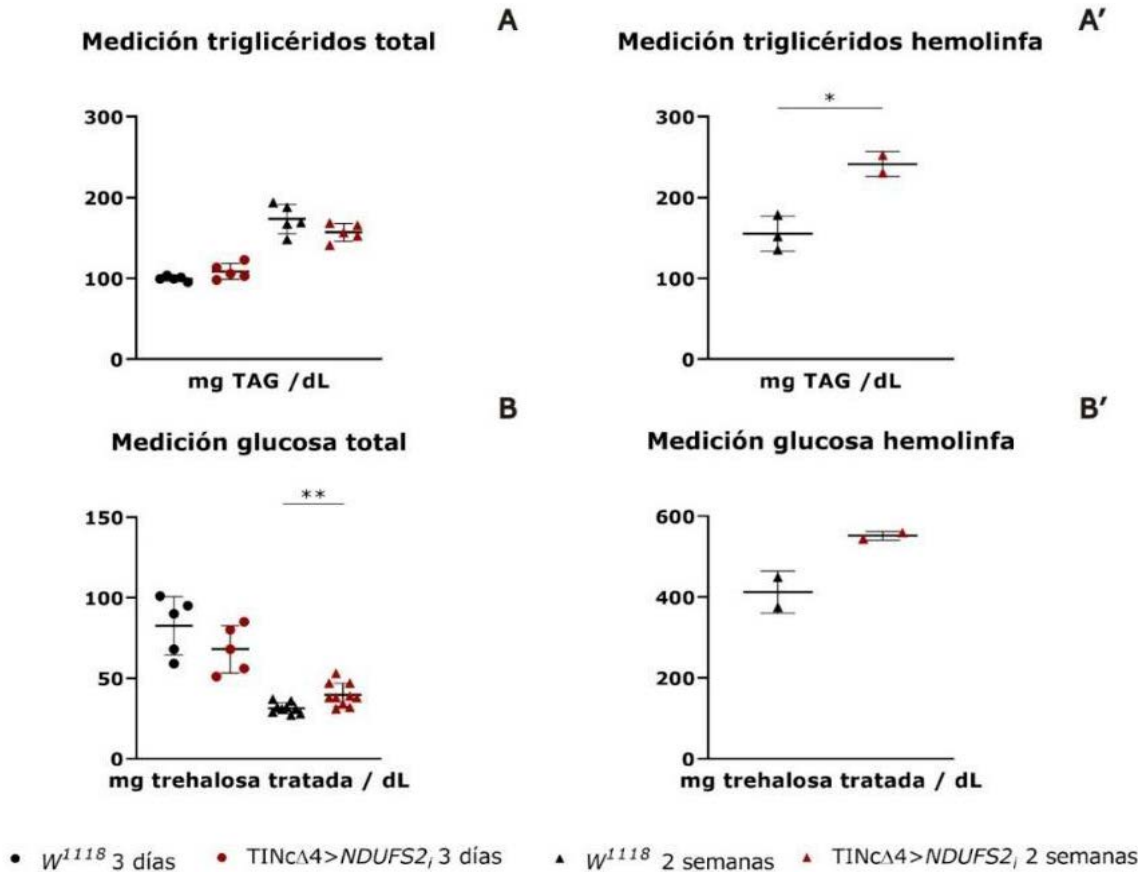 A
Medición triglicéridos total
300
200
100
0
mg TAG /dL
A′
Medición triglicéridos hemolinfa
*
300
200
100
0
mg TAG /dL
B
Medición glucosa total
**
150
100
50
0
mg trehalosa tratada / dL
B′
Medición glucosa hemolinfa
600
400
200
0
mg trehalosa tratada / dL
W¹¹¹⁸ 3 días TINcΔ4>NDUFS2ᵢ 3 días W¹¹¹⁸ 2 semanas TINcΔ4>NDUFS2ᵢ 2 semanas